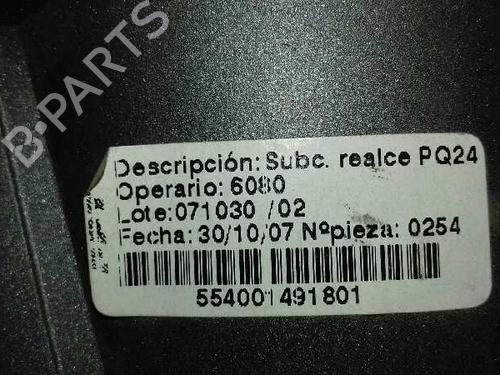 B-PARTS
Descripción: Subc. realce PQ24
Operario: 6080
Lote: 071030 /02
Fecha: 30/10/07 Nºpieza: 0254
554001491801